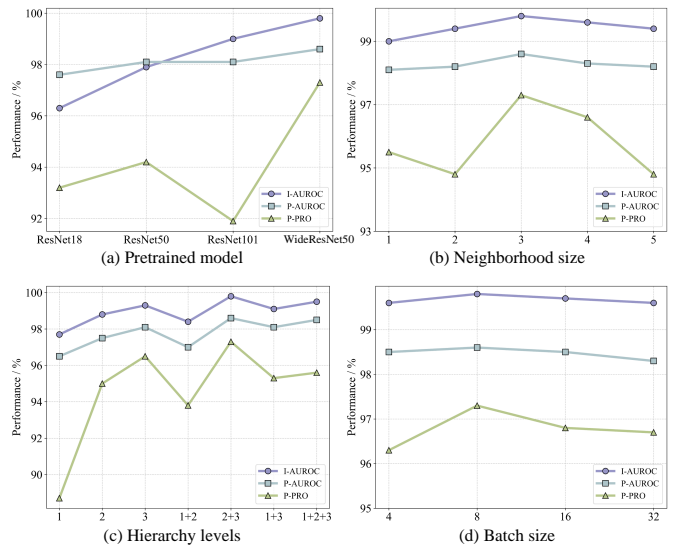 100
98
96
94
92
Performance / %
I-AUROC
P-AUROC
P-PRO
ResNet18 ResNet50 ResNet101 WideResNet50
(a) Pretrained model
99
97
95
93
Performance / %
I-AUROC
P-AUROC
P-PRO
1 2 3 4 5
(b) Neighborhood size
100
98
96
94
92
90
Performance / %
I-AUROC
P-AUROC
P-PRO
1 2 3 1+2 2+3 1+3 1+2+3
(c) Hierarchy levels
99
98
97
96
95
Performance / %
I-AUROC
P-AUROC
P-PRO
4 8 16 32
(d) Batch size